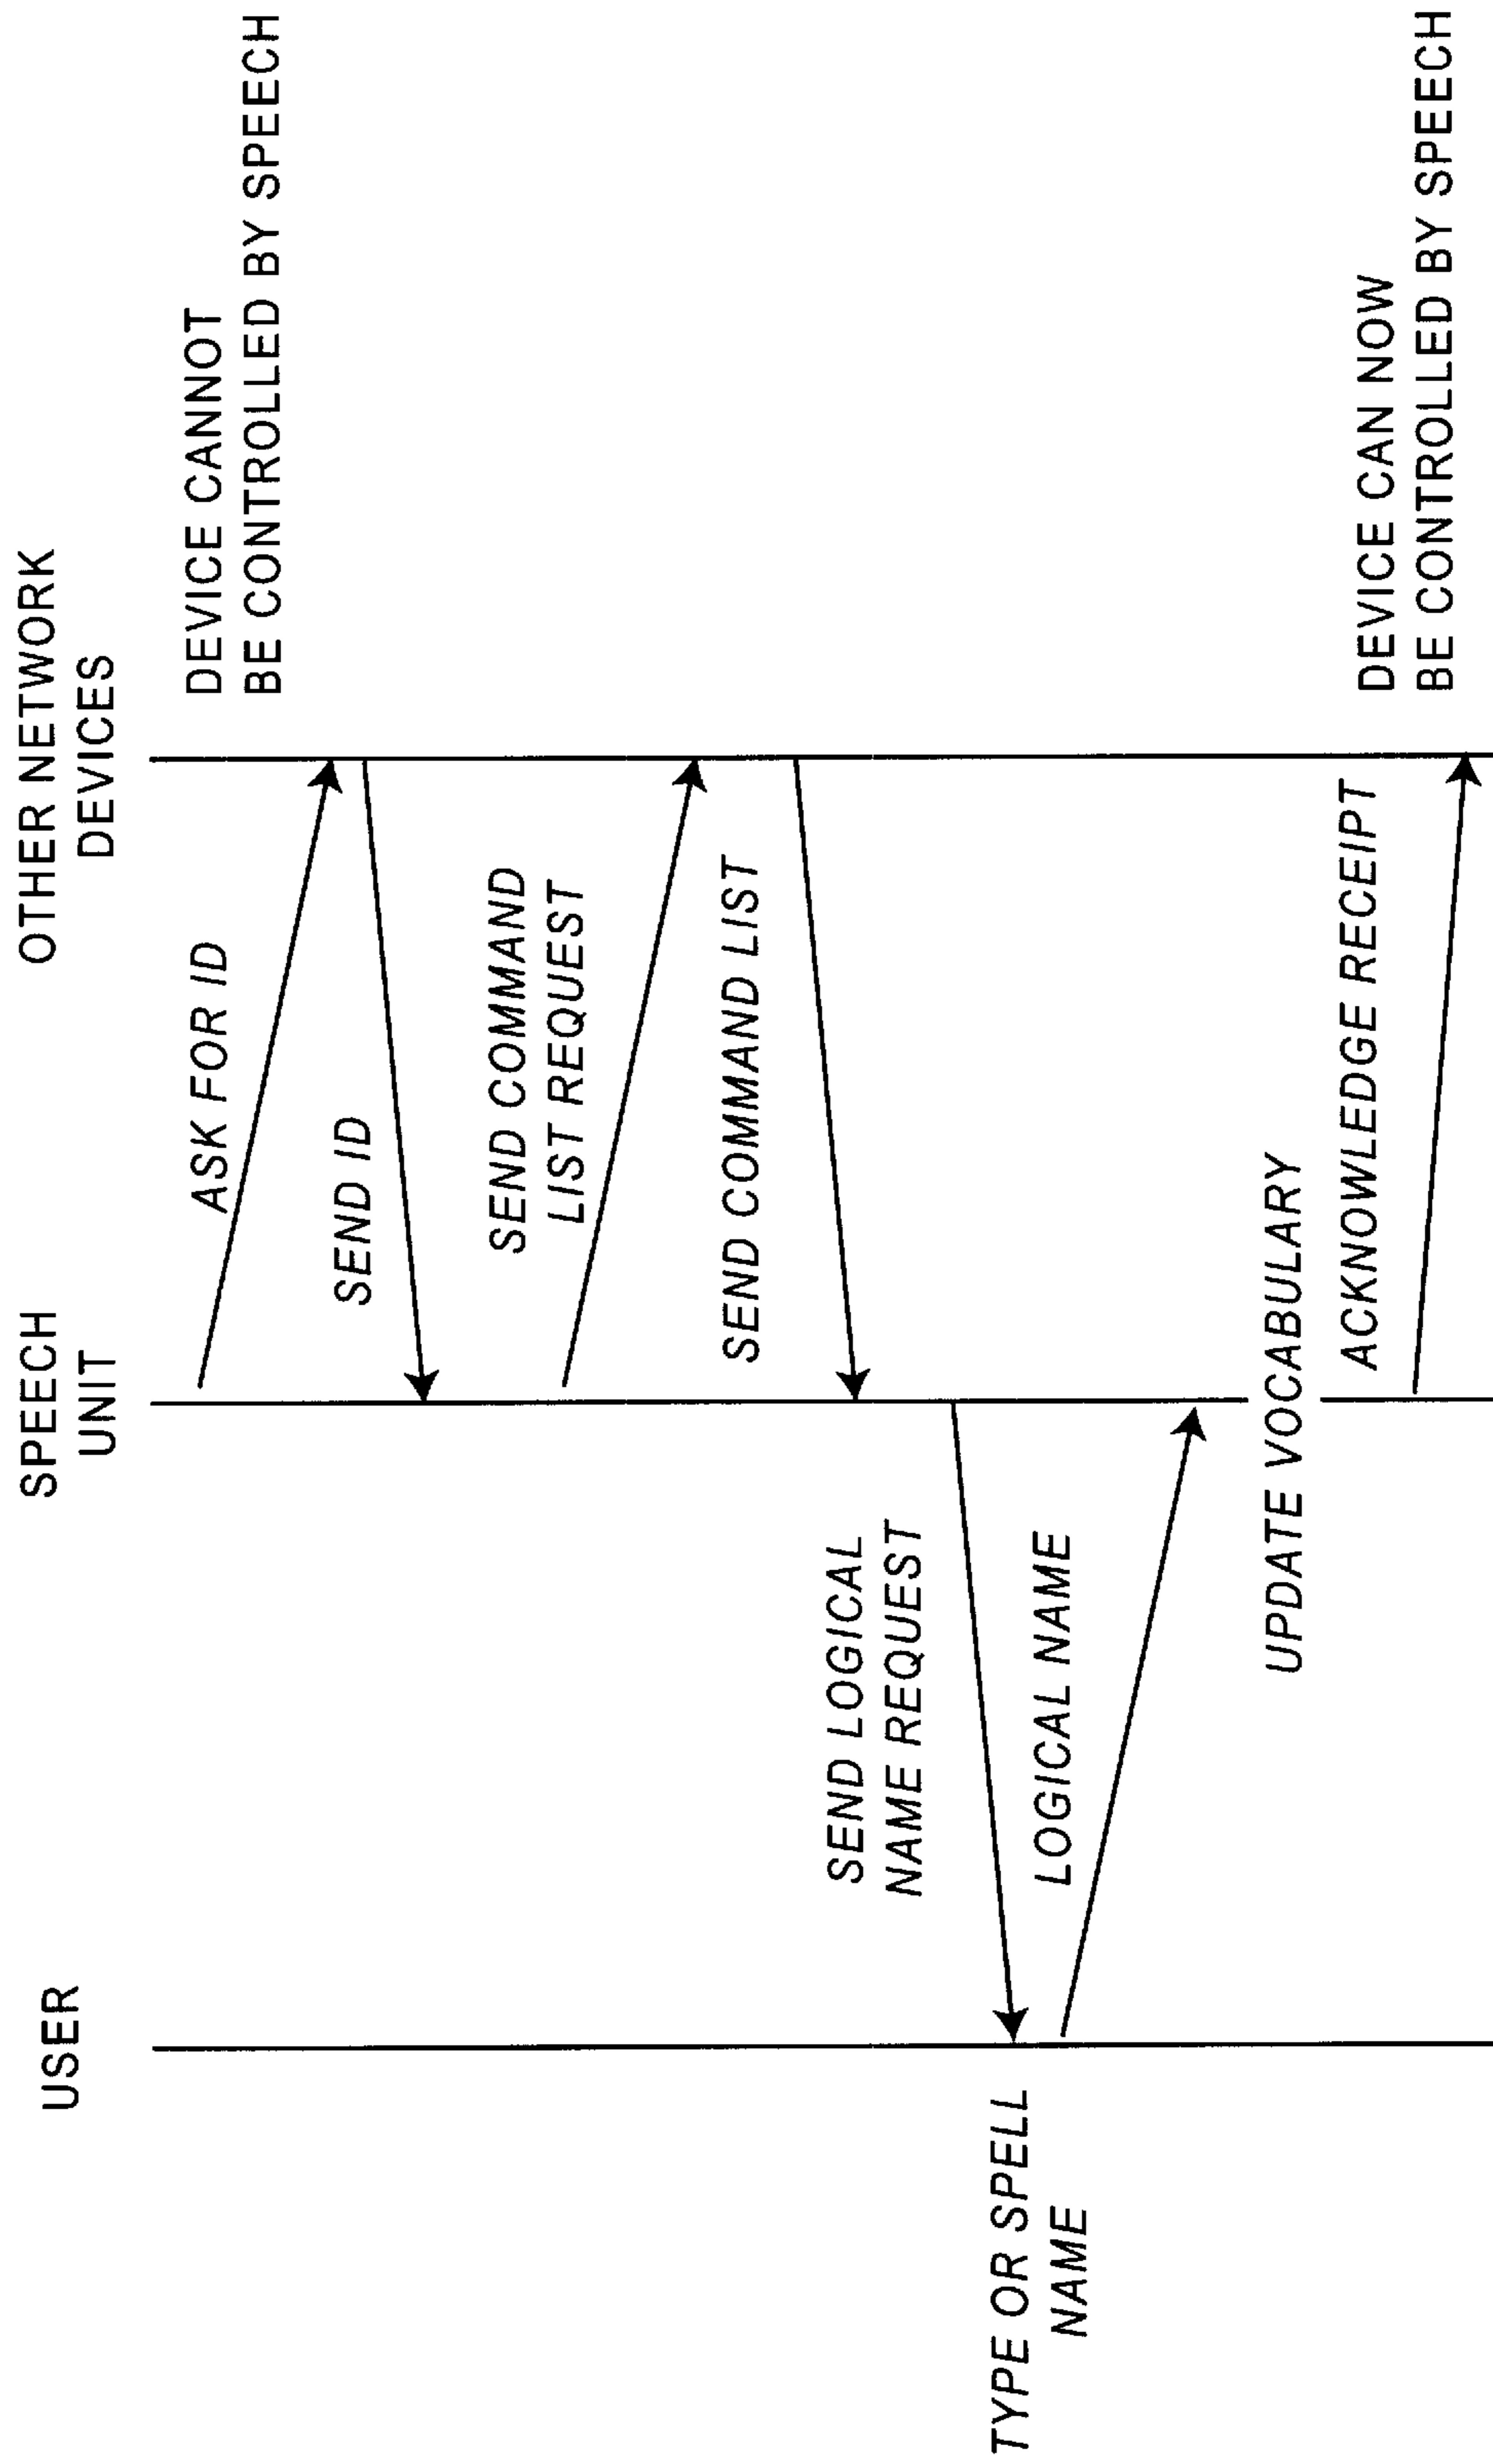 USER
SPEECH
UNIT
OTHER NETWORK
DEVICES
DEVICE CANNOT
BE CONTROLLED BY SPEECH
ASK FOR ID
SEND ID
SEND COMMAND
LIST REQUEST
SEND COMMAND LIST
SEND LOGICAL
NAME REQUEST
TYPE OR SPELL
NAME
LOGICAL NAME
UPDATE VOCABULARY
ACKNOWLEDGE RECEIPT
DEVICE CAN NOW
BE CONTROLLED BY SPEECH